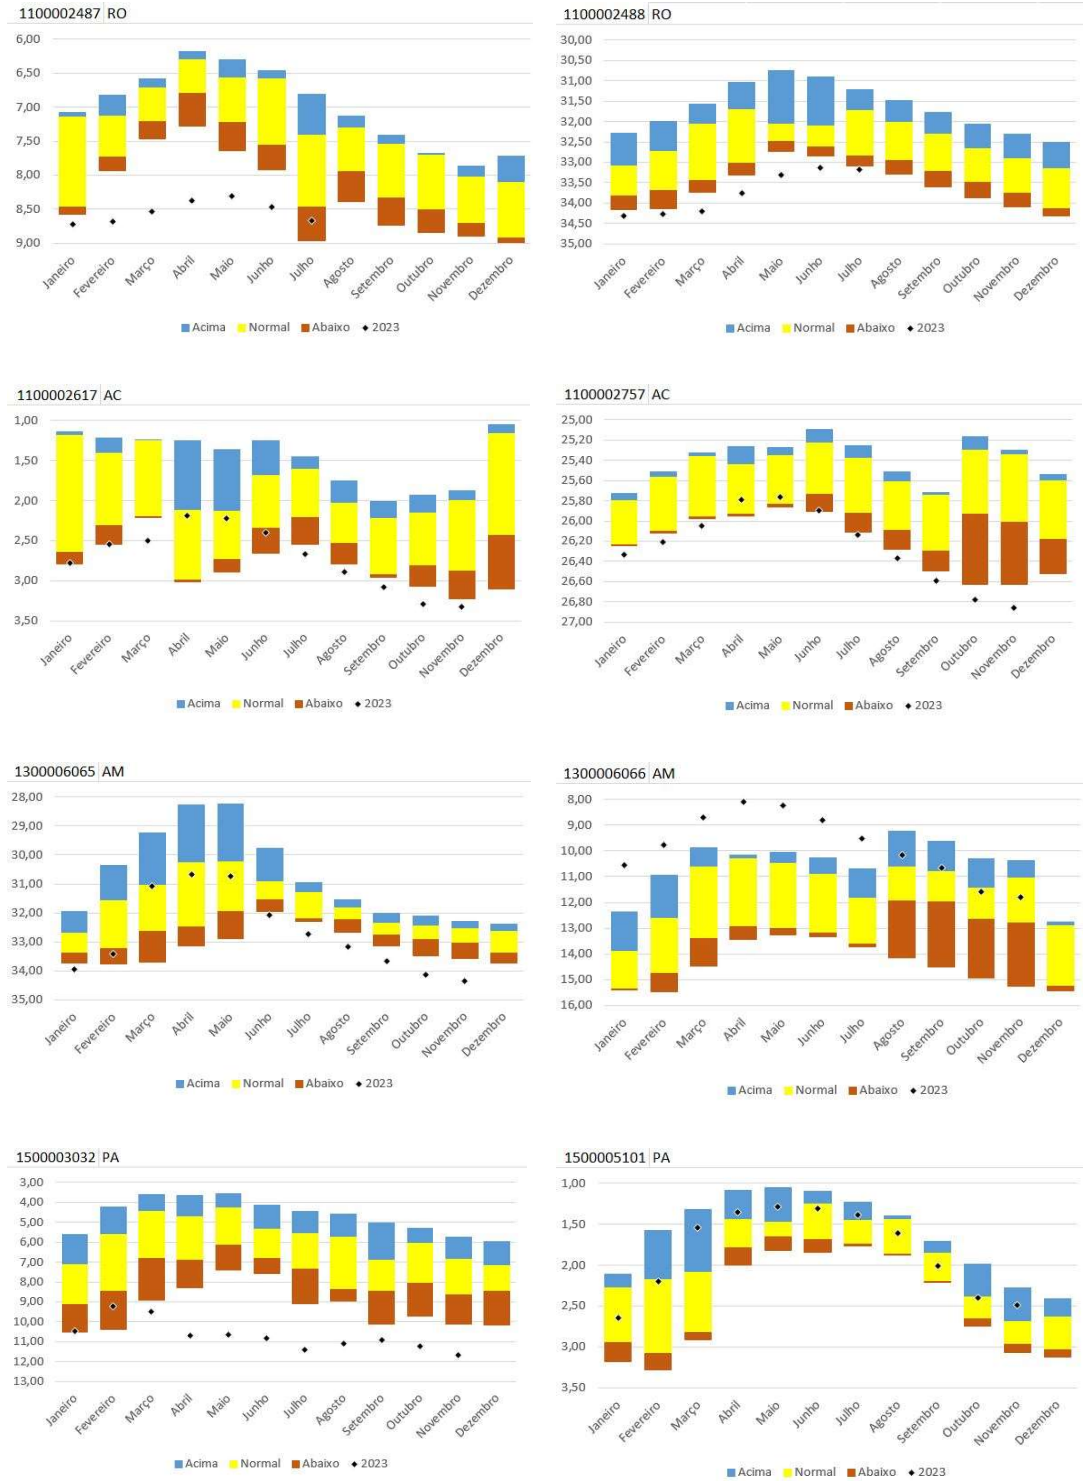 1100002487 RO
6,00
6,50
7,00
7,50
8,00
8,50
9,00
Janeiro Fevereiro Março Abril Maio Junho Julho Agosto Setembro Outubro Novembro Dezembro
Acima Normal Abaixo 2023
1100002488 RO
30,00
30,50
31,00
31,50
32,00
32,50
33,00
33,50
34,00
34,50
35,00
Janeiro Fevereiro Março Abril Maio Junho Julho Agosto Setembro Outubro Novembro Dezembro
Acima Normal Abaixo 2023
1100002617 AC
1,00
1,50
2,00
2,50
3,00
3,50
Janeiro Fevereiro Março Abril Maio Junho Julho Agosto Setembro Outubro Novembro Dezembro
Acima Normal Abaixo 2023
1100002757 AC
25,00
25,20
25,40
25,60
25,80
26,00
26,20
26,40
26,60
26,80
27,00
Janeiro Fevereiro Março Abril Maio Junho Julho Agosto Setembro Outubro Novembro Dezembro
Acima Normal Abaixo 2023
1300006065 AM
28,00
29,00
30,00
31,00
32,00
33,00
34,00
35,00
Janeiro Fevereiro Março Abril Maio Junho Julho Agosto Setembro Outubro Novembro Dezembro
Acima Normal Abaixo 2023
1300006066 AM
8,00
9,00
10,00
11,00
12,00
13,00
14,00
15,00
16,00
Janeiro Fevereiro Março Abril Maio Junho Julho Agosto Setembro Outubro Novembro Dezembro
Acima Normal Abaixo 2023
1500003032 PA
3,00
4,00
5,00
6,00
7,00
8,00
9,00
10,00
11,00
12,00
13,00
Janeiro Fevereiro Março Abril Maio Junho Julho Agosto Setembro Outubro Novembro Dezembro
Acima Normal Abaixo 2023
1500005101 PA
1,00
1,50
2,00
2,50
3,00
3,50
Janeiro Fevereiro Março Abril Maio Junho Julho Agosto Setembro Outubro Novembro Dezembro
Acima Normal Abaixo 2023